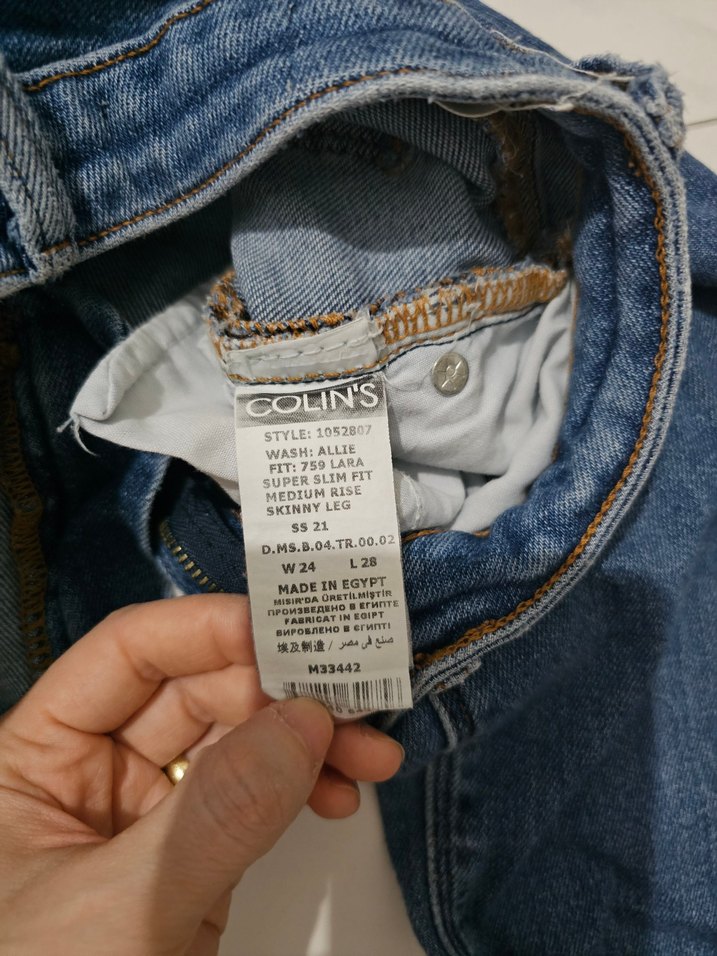 COLIN'S
STYLE: 1052807
WASH: ALLIE
FIT: 759 LARA
SUPER SLIM FIT
MEDIUM RISE
SKINNY LEG
SS 21
D.MS.B.04.TR.00.02
W 24 L 28
MADE IN EGYPT
MISIR'DA ÜRETİLMİŞTİR
ПРОИЗВЕДЕНО В ЕГИПТЕ
FABRICAT IN EGIPT
ВИРОБЛЕНО В ЄГИПТІ
埃及制造 / صنع في مصر
M33442